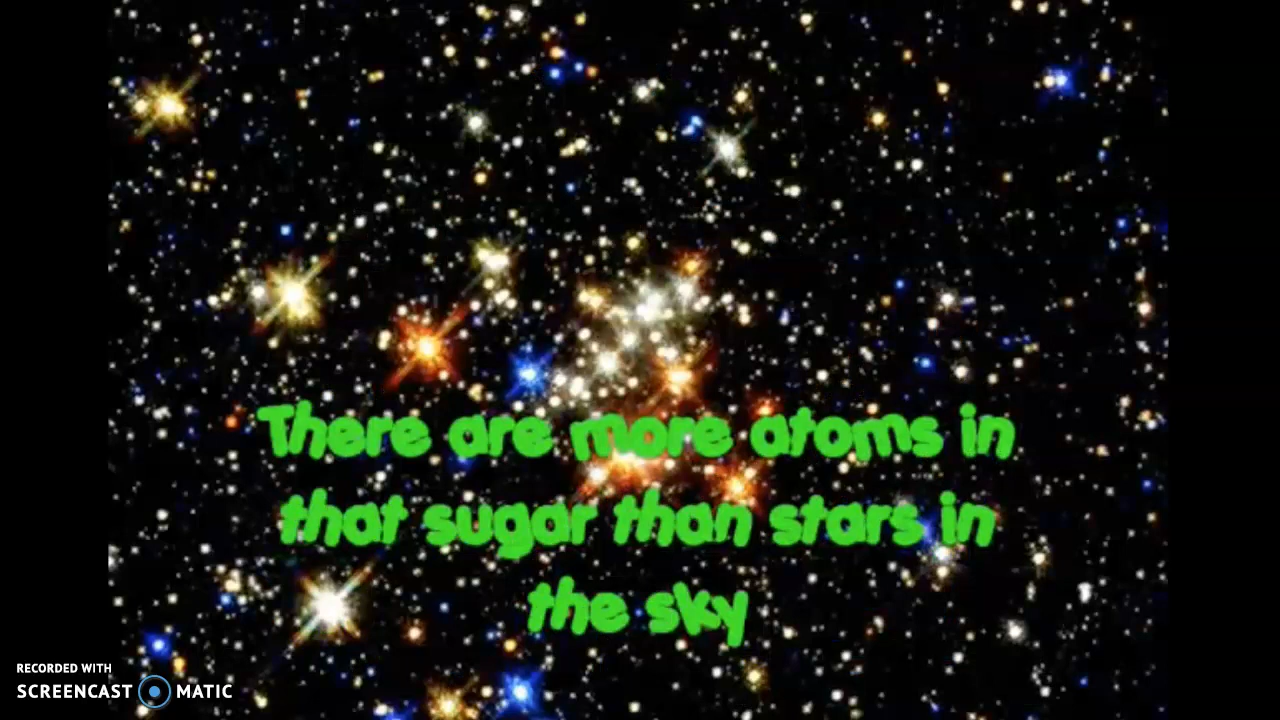 There are more atoms in
that sugar than stars in
the sky
RECORDED WITH
SCREENCAST MATIC